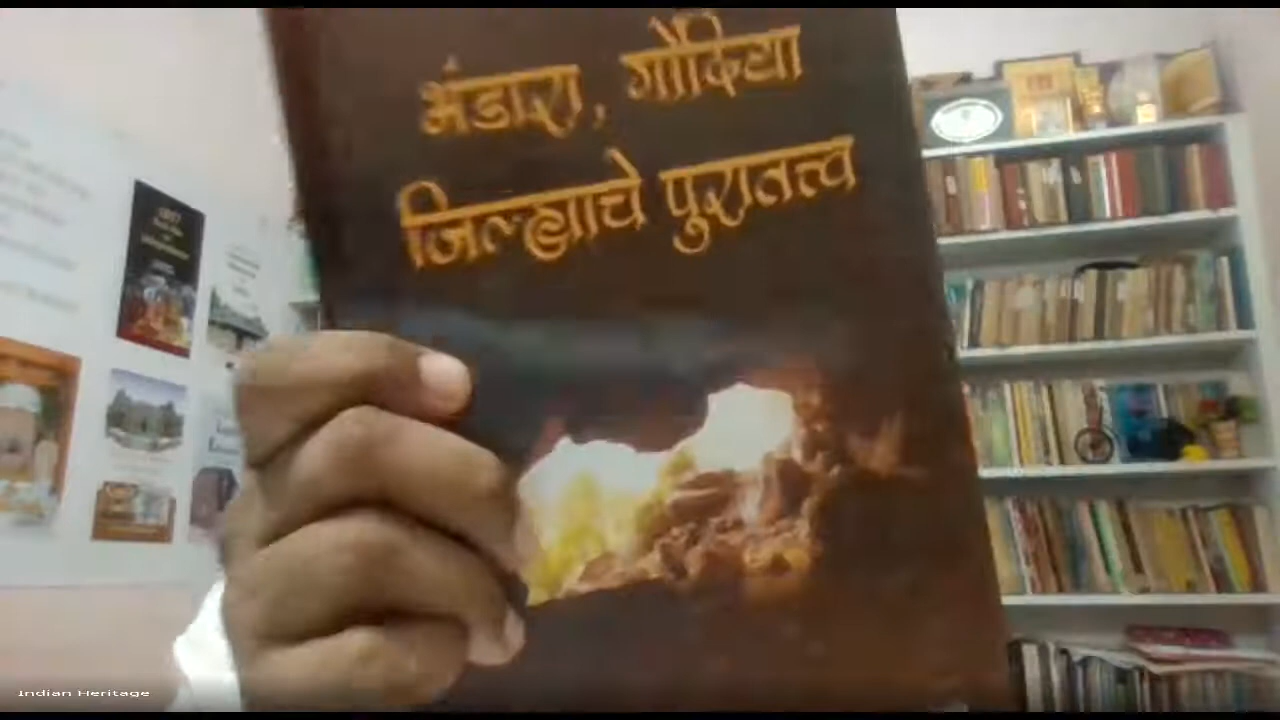 भंडारा, गोंदिया
जिल्ह्याचे पुरातत्त्व
Indian Heritage